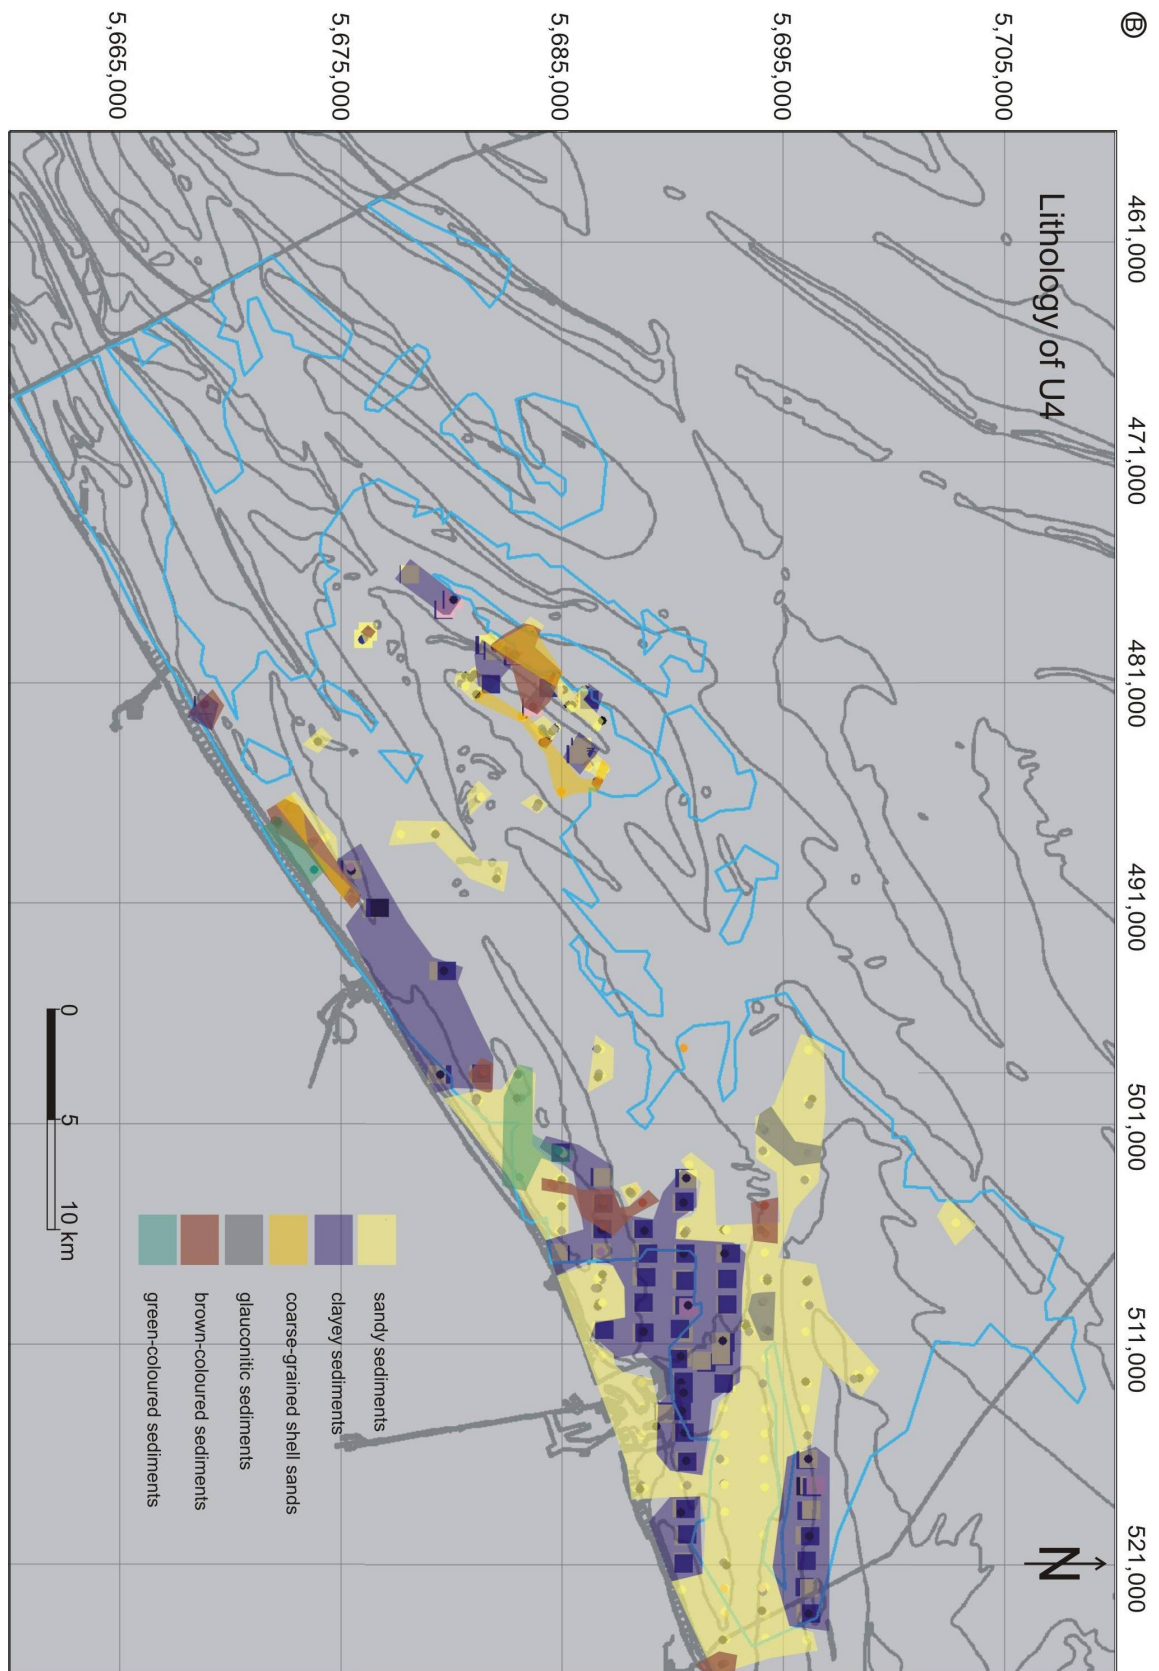 B
Lithology of U4
461,000
471,000
481,000
491,000
501,000
511,000
521,000
5,705,000
5,695,000
5,685,000
5,675,000
5,665,000
N
sandy sediments
clayey sediments
coarse-grained shell sands
glauconitic sediments
brown-coloured sediments
green-coloured sediments
0 5 10 km